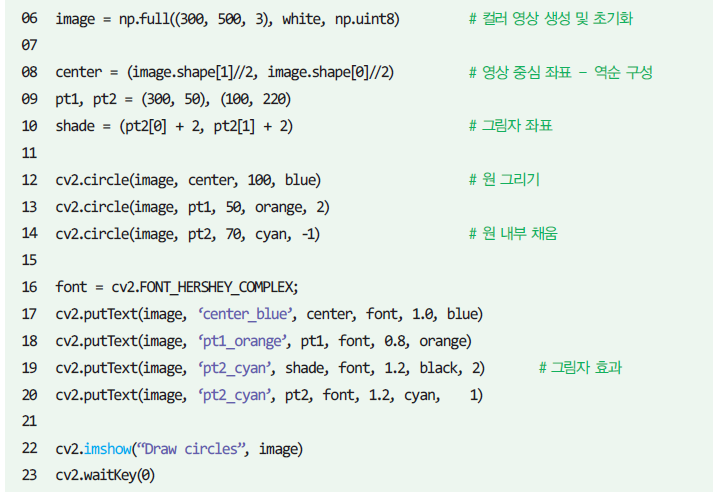 06 image = np.full((300, 500, 3), white, np.uint8) # 컬러 영상 생성 및 초기화
07
08 center = (image.shape[1]//2, image.shape[0]//2) # 영상 중심 좌표 - 역순 구성
09 pt1, pt2 = (300, 50), (100, 220)
10 shade = (pt2[0] + 2, pt2[1] + 2) # 그림자 좌표
11
12 cv2.circle(image, center, 100, blue) # 원 그리기
13 cv2.circle(image, pt1, 50, orange, 2)
14 cv2.circle(image, pt2, 70, cyan, -1) # 원 내부 채움
15
16 font = cv2.FONT_HERSHEY_COMPLEX;
17 cv2.putText(image, ‘center_blue’, center, font, 1.0, blue)
18 cv2.putText(image, ‘pt1_orange’, pt1, font, 0.8, orange)
19 cv2.putText(image, ‘pt2_cyan’, shade, font, 1.2, black, 2) # 그림자 효과
20 cv2.putText(image, ‘pt2_cyan’, pt2, font, 1.2, cyan, 1)
21
22 cv2.imshow(“Draw circles”, image)
23 cv2.waitKey(0)